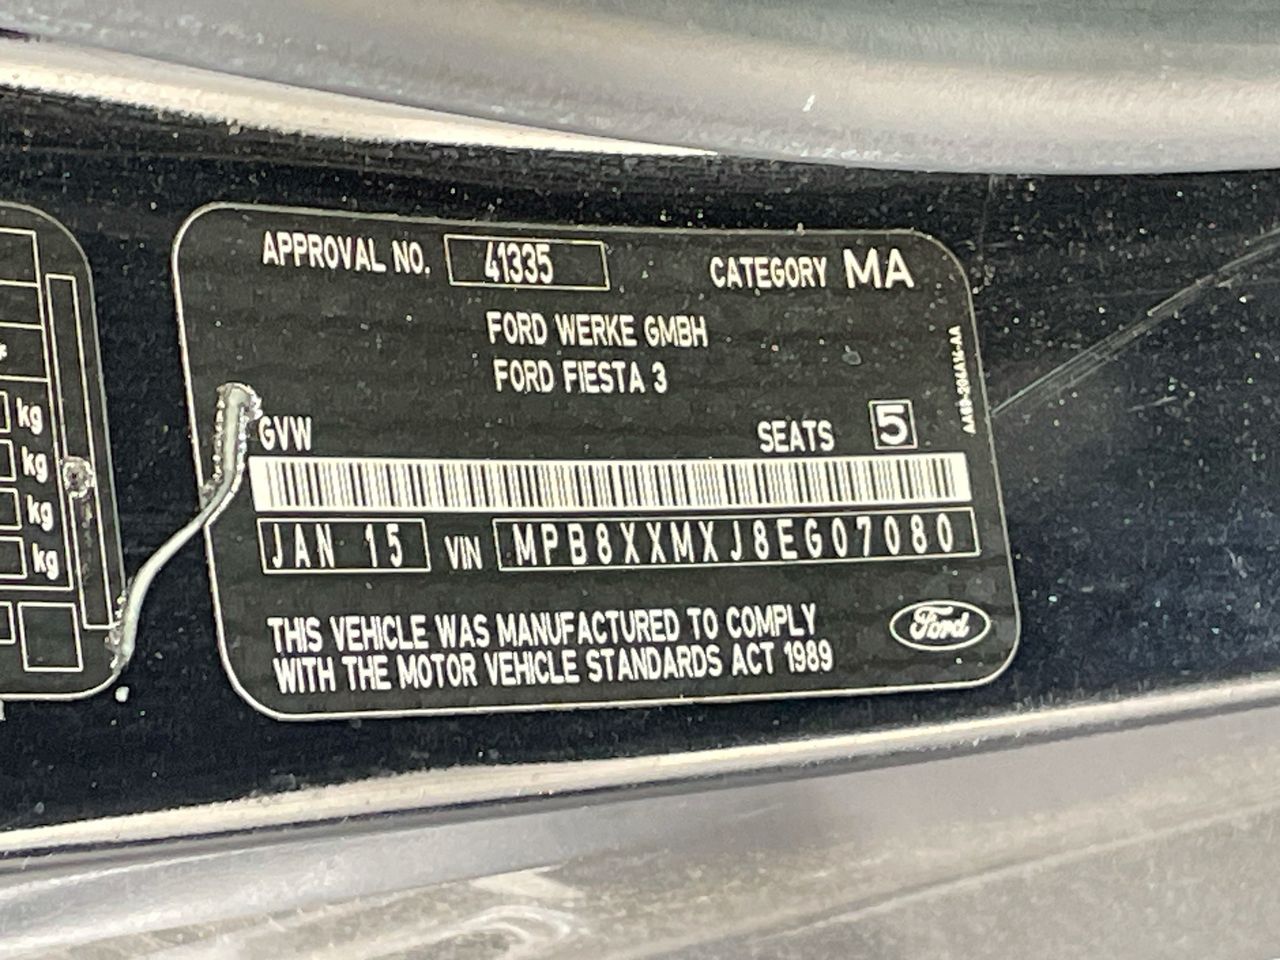 APPROVAL NO. 41335 CATEGORY MA
FORD WERKE GMBH
FORD FIESTA 3
GVW SEATS 5
JAN 15 VIN MPB8XXMXJ8EG07080
THIS VEHICLE WAS MANUFACTURED TO COMPLY
WITH THE MOTOR VEHICLE STANDARDS ACT 1989
Ford
kg
kg
kg
kg